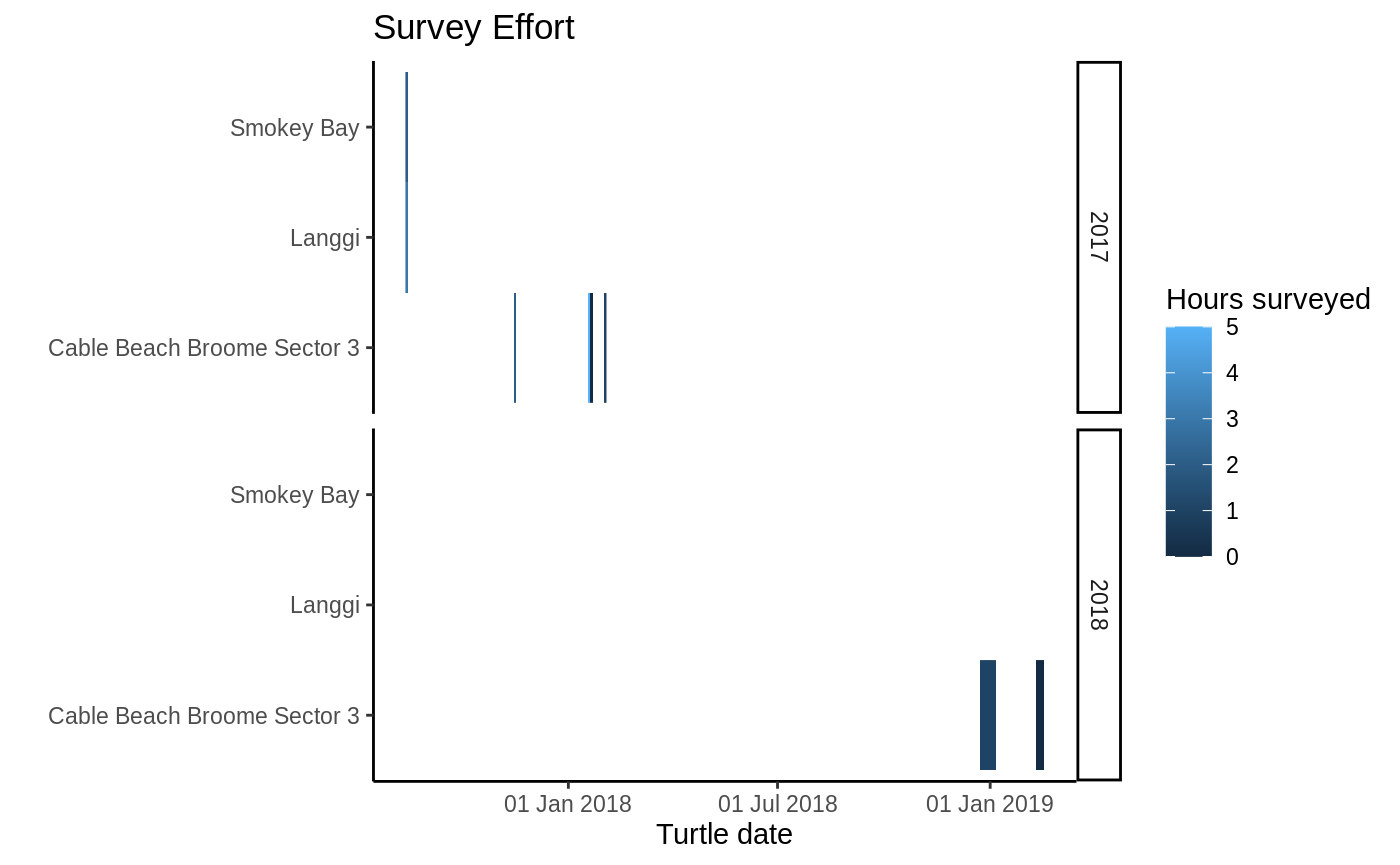 Survey Effort
Smokey Bay
Langgi
Cable Beach Broome Sector 3
2017
Smokey Bay
Langgi
Cable Beach Broome Sector 3
2018
01 Jan 2018
01 Jul 2018
01 Jan 2019
Turtle date
Hours surveyed
5
4
3
2
1
0